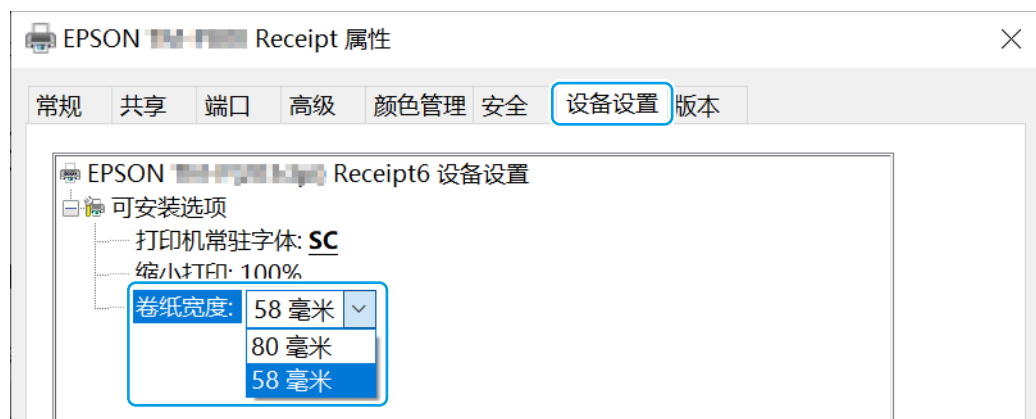 EPSON Receipt 属性
常规 共享 端口 高级 颜色管理 安全 设备设置 版本
EPSON Receipt6 设备设置
可安装选项
打印机常驻字体: SC
缩小打印: 100%
卷纸宽度: 58 毫米
80 毫米
58 毫米